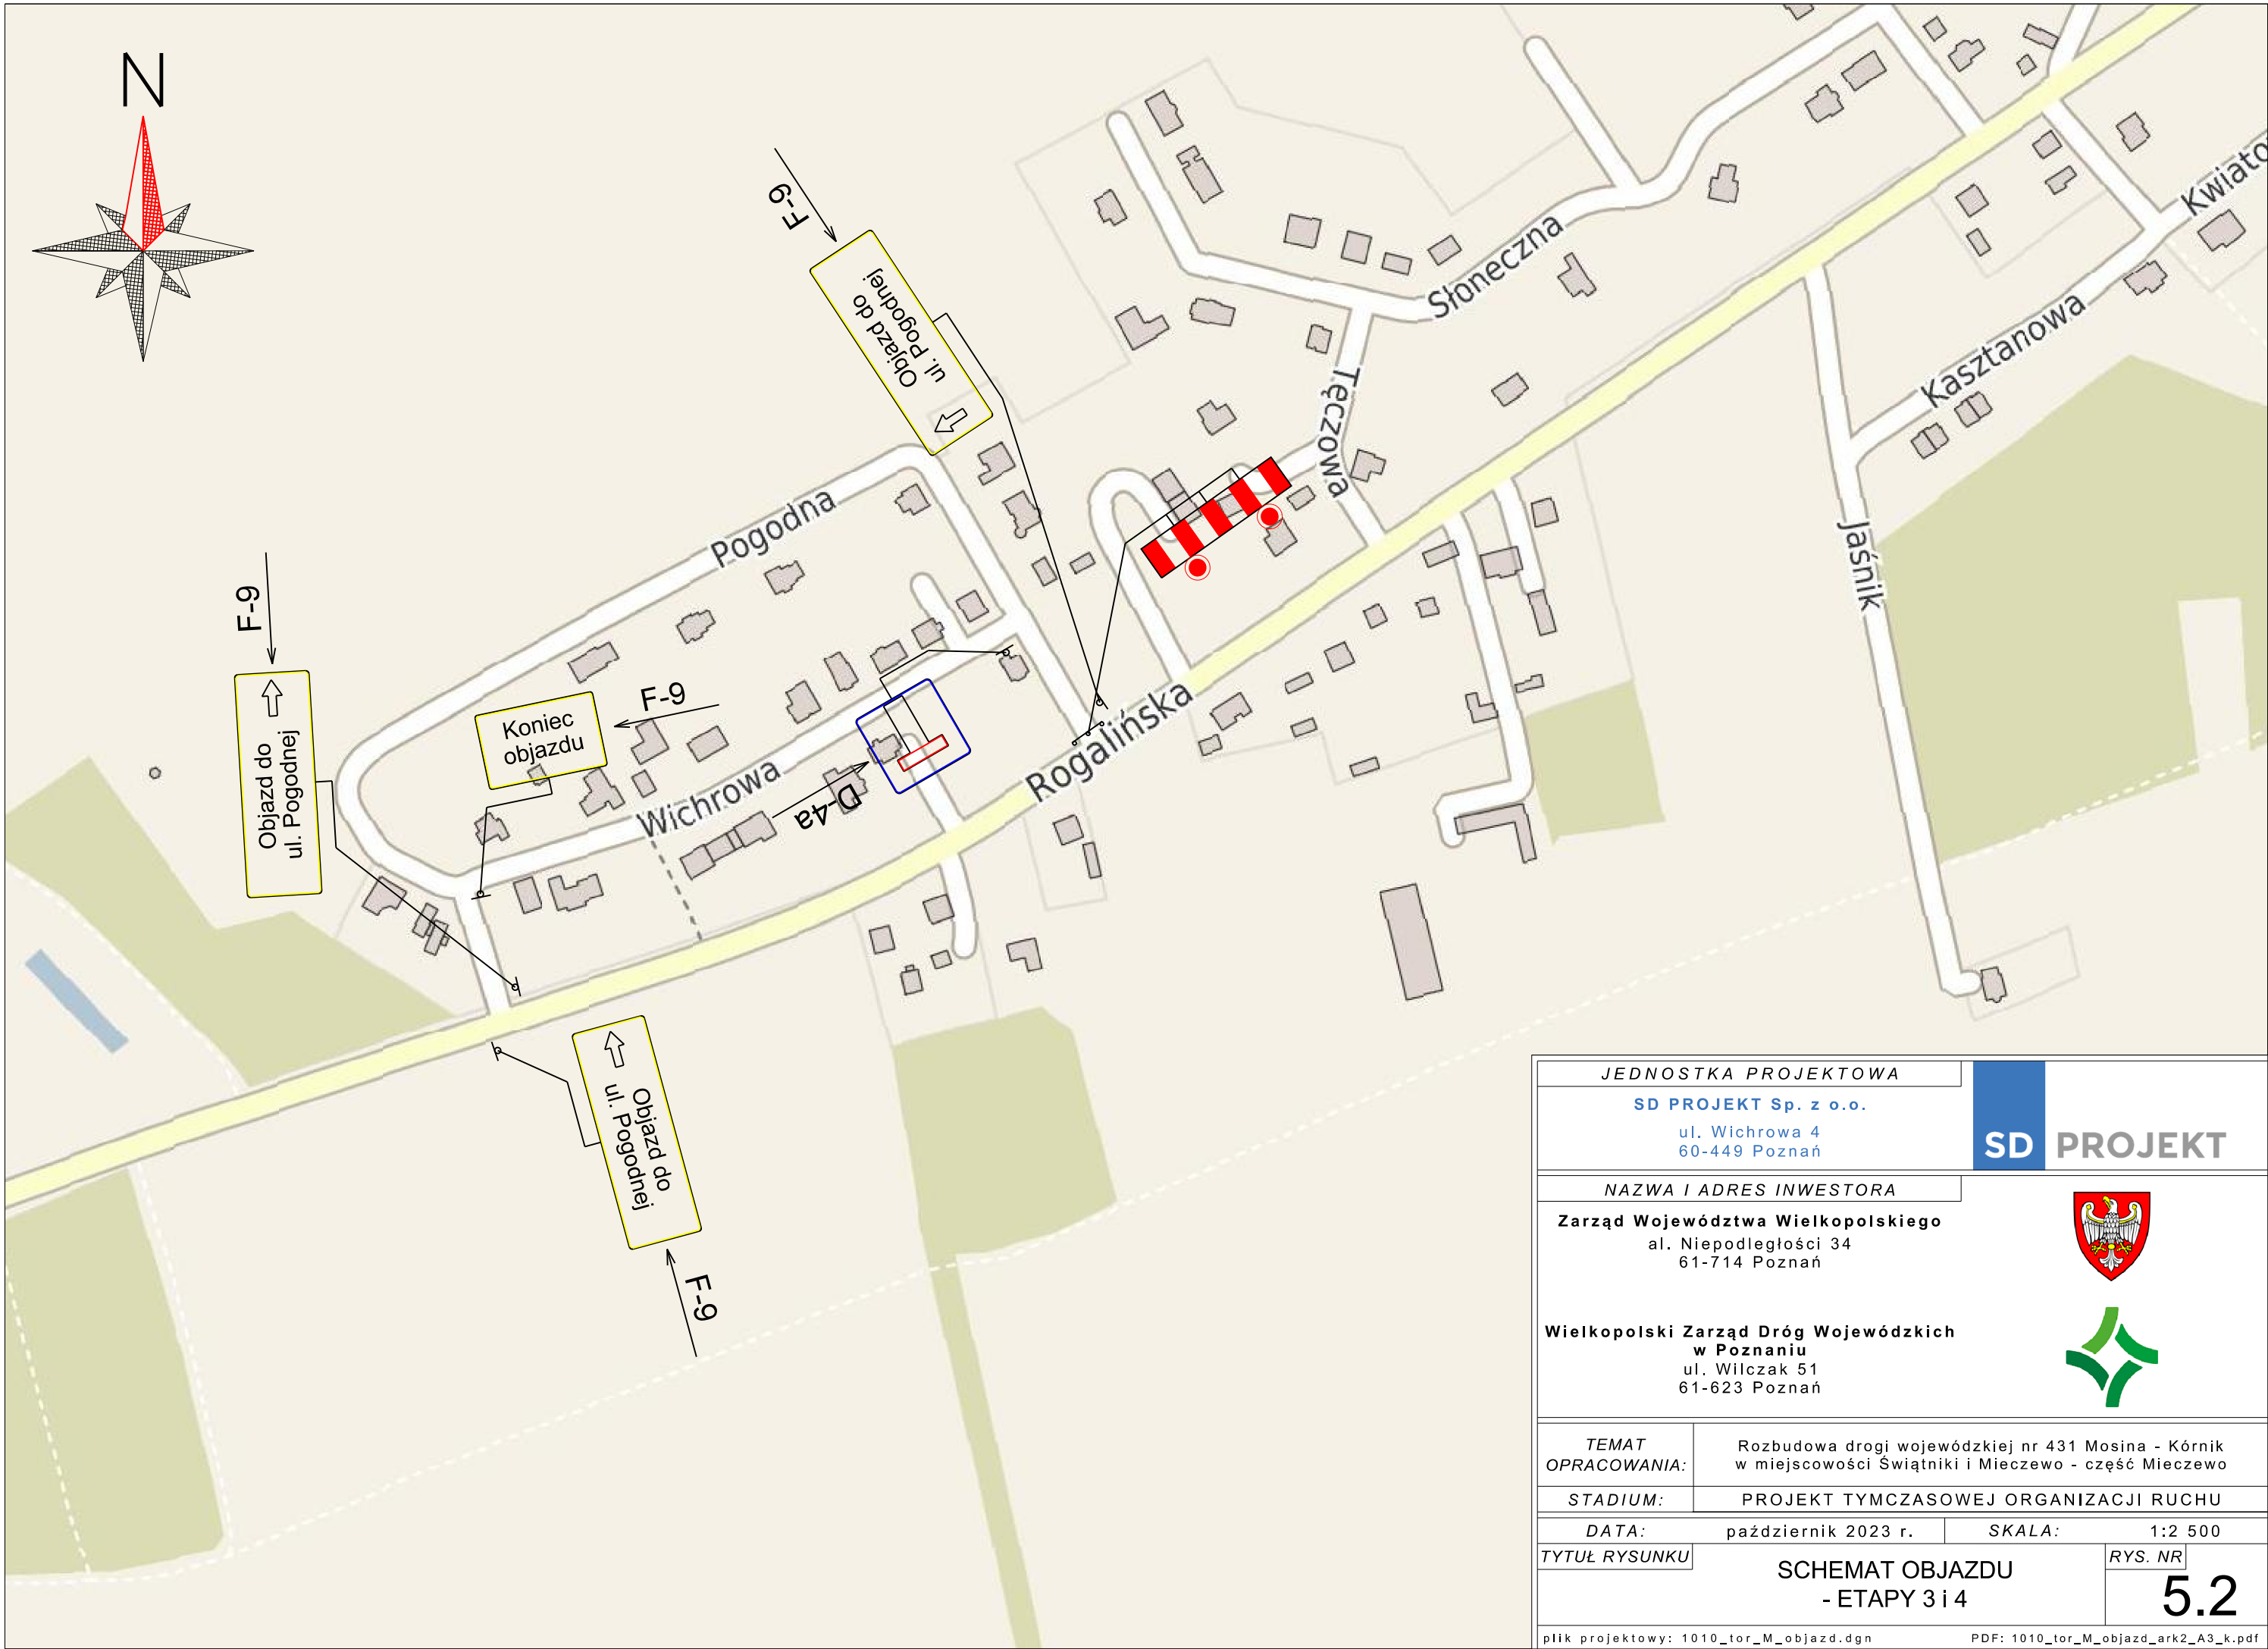 N
F-9
Objazd do
ul. Pogodnej
Słoneczna
Kwiato
Kasztanowa
Tęczowa
Jaśnik
Pogodna
F-9
Objazd do
ul. Pogodnej
Koniec
objazdu
F-9
Wichrowa
D-4a
Rogalińska
Objazd do
ul. Pogodnej
F-9
JEDNOSTKA PROJEKTOWA
SD PROJEKT Sp. z o.o.
ul. Wichrowa 4
60-449 Poznań
SD PROJEKT
NAZWA I ADRES INWESTORA
Zarząd Województwa Wielkopolskiego
al. Niepodległości 34
61-714 Poznań
Wielkopolski Zarząd Dróg Wojewódzkich
w Poznaniu
ul. Wilczak 51
61-623 Poznań
TEMAT
OPRACOWANIA:
Rozbudowa drogi wojewódzkiej nr 431 Mosina - Kórnik
w miejscowości Świątniki i Mieczewo - część Mieczewo
STADIUM: PROJEKT TYMCZASOWEJ ORGANIZACJI RUCHU
DATA: październik 2023 r. SKALA: 1:2 500
TYTUŁ RYSUNKU
SCHEMAT OBJAZDU
- ETAPY 3 i 4
RYS. NR
5.2
plik projektowy: 1010_tor_M_objazd.dgn PDF: 1010_tor_M_objazd_ark2_A3_k.pdf